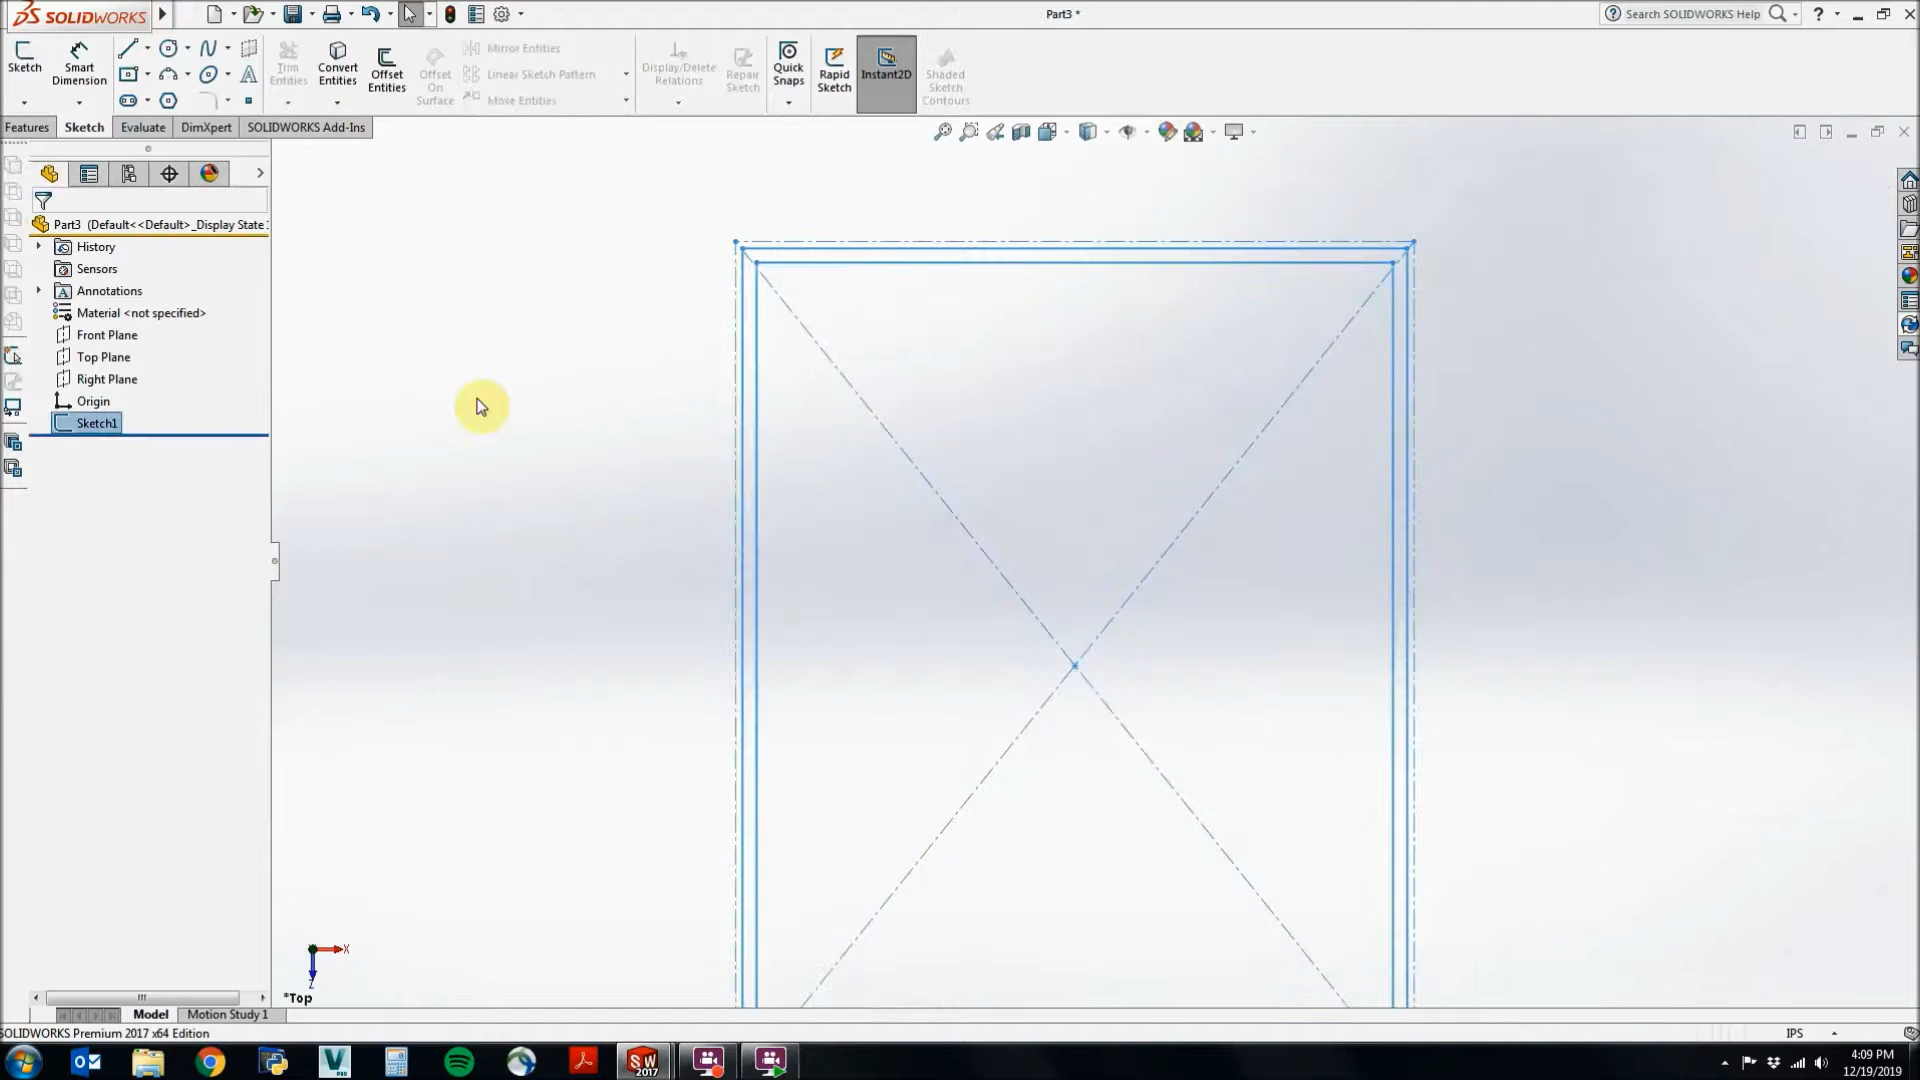 SOLIDWORKS
Part3 *
Search SOLIDWORKS Help
?
Sketch
Smart Dimension
Trim Entities
Convert Entities
Offset Entities
Offset On Surface
Mirror Entities
Linear Sketch Pattern
Move Entities
Display/Delete Relations
Repair Sketch
Quick Snaps
Rapid Sketch
Instant2D
Shaded Sketch Contours
Features
Sketch
Evaluate
DimXpert
SOLIDWORKS Add-Ins
Part3 (Default<<Default>_Display State
History
Sensors
Annotations
Material <not specified>
Front Plane
Top Plane
Right Plane
Origin
Sketch1
X
Z
*Top
Model
Motion Study 1
SOLIDWORKS Premium 2017 x64 Edition
IPS
SW
2017
4:09 PM
12/19/2019